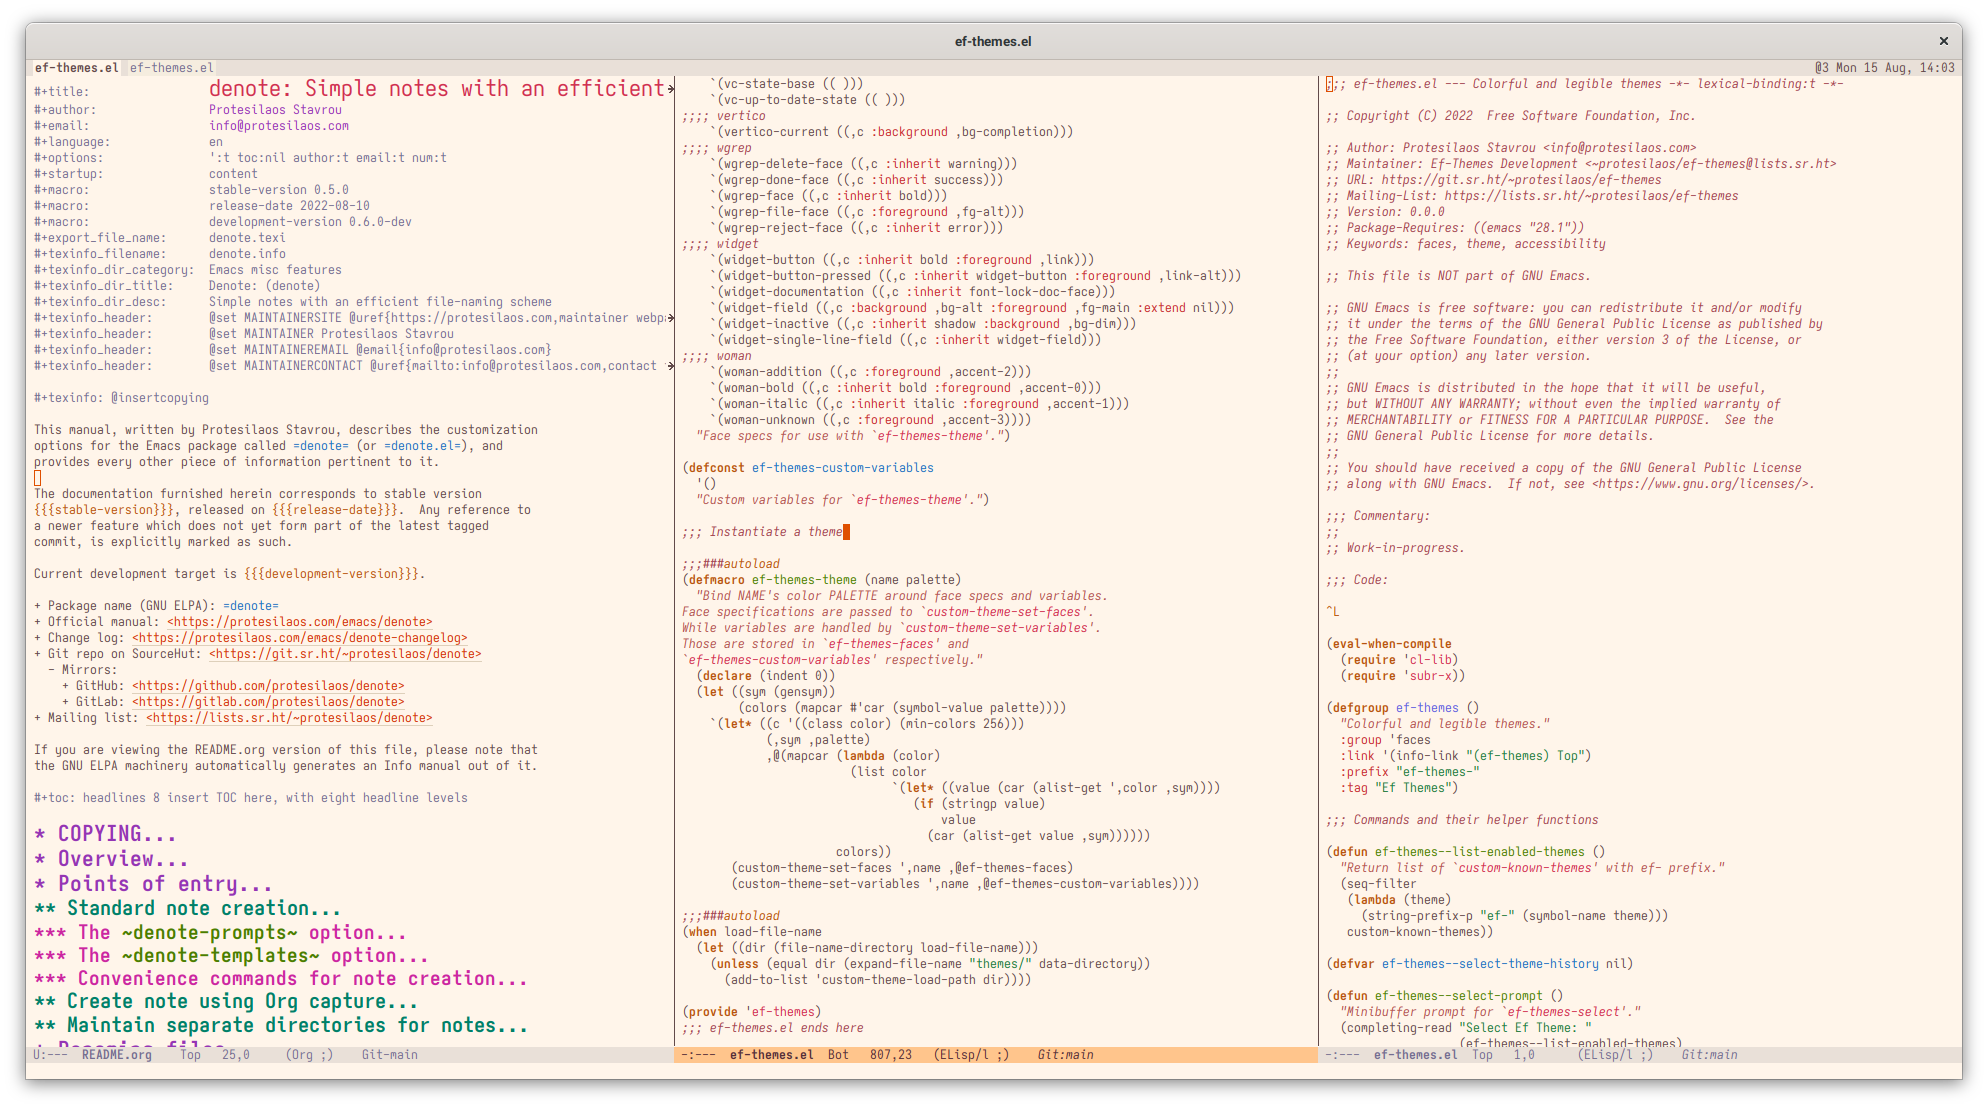 ef-themes.el
ef-themes.el ef-themes.el
@3 Mon 15 Aug, 14:03
#+title: denote: Simple notes with an efficient
#+author: Protesilaos Stavrou
#+email: info@protesilaos.com
#+language: en
#+options: ':t toc:nil author:t email:t num:t
#+startup: content
#+macro: stable-version 0.5.0
#+macro: release-date 2022-08-10
#+macro: development-version 0.6.0-dev
#+export_file_name: denote.texi
#+texinfo_filename: denote.info
#+texinfo_dir_category: Emacs misc features
#+texinfo_dir_title: Denote: (denote)
#+texinfo_dir_desc: Simple notes with an efficient file-naming scheme
#+texinfo_header: @set MAINTAINERSITE @uref{https://protesilaos.com,maintainer webp
#+texinfo_header: @set MAINTAINER Protesilaos Stavrou
#+texinfo_header: @set MAINTAINEREMAIL @email{info@protesilaos.com}
#+texinfo_header: @set MAINTAINERCONTACT @uref{mailto:info@protesilaos.com,contact
#+texinfo: @insertcopying
This manual, written by Protesilaos Stavrou, describes the customization
options for the Emacs package called =denote= (or =denote.el=), and
provides every other piece of information pertinent to it.
The documentation furnished herein corresponds to stable version
{{{stable-version}}}, released on {{{release-date}}}.  Any reference to
a newer feature which does not yet form part of the latest tagged
commit, is explicitly marked as such.
Current development target is {{{development-version}}}.
+ Package name (GNU ELPA): =denote=
+ Official manual: <https://protesilaos.com/emacs/denote>
+ Change log: <https://protesilaos.com/emacs/denote-changelog>
+ Git repo on SourceHut: <https://git.sr.ht/~protesilaos/denote>
  - Mirrors:
    + GitHub: <https://github.com/protesilaos/denote>
    + GitLab: <https://gitlab.com/protesilaos/denote>
+ Mailing list: <https://lists.sr.ht/~protesilaos/denote>
If you are viewing the README.org version of this file, please note that
the GNU ELPA machinery automatically generates an Info manual out of it.
#+toc: headlines 8 insert TOC here, with eight headline levels
* COPYING...
* Overview...
* Points of entry...
** Standard note creation...
*** The ~denote-prompts~ option...
*** The ~denote-templates~ option...
*** Convenience commands for note creation...
** Create note using Org capture...
** Maintain separate directories for notes...
U:---  README.org    Top   25,0     (Org ;)    Git-main
    `(vc-state-base (( )))
    `(vc-up-to-date-state (( )))
;;;; vertico
    `(vertico-current ((,c :background ,bg-completion)))
;;;; wgrep
    `(wgrep-delete-face ((,c :inherit warning)))
    `(wgrep-done-face ((,c :inherit success)))
    `(wgrep-face ((,c :inherit bold)))
    `(wgrep-file-face ((,c :foreground ,fg-alt)))
    `(wgrep-reject-face ((,c :inherit error)))
;;;; widget
    `(widget-button ((,c :inherit bold :foreground ,link)))
    `(widget-button-pressed ((,c :inherit widget-button :foreground ,link-alt)))
    `(widget-documentation ((,c :inherit font-lock-doc-face)))
    `(widget-field ((,c :background ,bg-alt :foreground ,fg-main :extend nil)))
    `(widget-inactive ((,c :inherit shadow :background ,bg-dim)))
    `(widget-single-line-field ((,c :inherit widget-field)))
;;;; woman
    `(woman-addition ((,c :foreground ,accent-2)))
    `(woman-bold ((,c :inherit bold :foreground ,accent-0)))
    `(woman-italic ((,c :inherit italic :foreground ,accent-1)))
    `(woman-unknown ((,c :foreground ,accent-3))))
  "Face specs for use with `ef-themes-theme'.")
(defconst ef-themes-custom-variables
  '()
  "Custom variables for `ef-themes-theme'.")
;;; Instantiate a theme
;;;###autoload
(defmacro ef-themes-theme (name palette)
  "Bind NAME's color PALETTE around face specs and variables.
Face specifications are passed to `custom-theme-set-faces'.
While variables are handled by `custom-theme-set-variables'.
Those are stored in `ef-themes-faces' and
`ef-themes-custom-variables' respectively."
  (declare (indent 0))
  (let ((sym (gensym))
        (colors (mapcar #'car (symbol-value palette))))
    `(let* ((c '((class color) (min-colors 256)))
            (,sym ,palette)
            ,@(mapcar (lambda (color)
                        (list color
                              `(let* ((value (car (alist-get ',color ,sym))))
                                 (if (stringp value)
                                     value
                                   (car (alist-get value ,sym))))))
                      colors))
       (custom-theme-set-faces ',name ,@ef-themes-faces)
       (custom-theme-set-variables ',name ,@ef-themes-custom-variables))))
;;;###autoload
(when load-file-name
  (let ((dir (file-name-directory load-file-name)))
    (unless (equal dir (expand-file-name "themes/" data-directory))
      (add-to-list 'custom-theme-load-path dir))))
(provide 'ef-themes)
;;; ef-themes.el ends here
-:---  ef-themes.el  Bot   807,23   (ELisp/l ;)    Git:main
;;; ef-themes.el --- Colorful and legible themes -*- lexical-binding:t -*-
;; Copyright (C) 2022  Free Software Foundation, Inc.
;; Author: Protesilaos Stavrou <info@protesilaos.com>
;; Maintainer: Ef-Themes Development <~protesilaos/ef-themes@lists.sr.ht>
;; URL: https://git.sr.ht/~protesilaos/ef-themes
;; Mailing-List: https://lists.sr.ht/~protesilaos/ef-themes
;; Version: 0.0.0
;; Package-Requires: ((emacs "28.1"))
;; Keywords: faces, theme, accessibility
;; This file is NOT part of GNU Emacs.
;; GNU Emacs is free software: you can redistribute it and/or modify
;; it under the terms of the GNU General Public License as published by
;; the Free Software Foundation, either version 3 of the License, or
;; (at your option) any later version.
;;
;; GNU Emacs is distributed in the hope that it will be useful,
;; but WITHOUT ANY WARRANTY; without even the implied warranty of
;; MERCHANTABILITY or FITNESS FOR A PARTICULAR PURPOSE.  See the
;; GNU General Public License for more details.
;;
;; You should have received a copy of the GNU General Public License
;; along with GNU Emacs.  If not, see <https://www.gnu.org/licenses/>.
;;; Commentary:
;;
;; Work-in-progress.
;;; Code:
^L
(eval-when-compile
  (require 'cl-lib)
  (require 'subr-x))
(defgroup ef-themes ()
  "Colorful and legible themes."
  :group 'faces
  :link '(info-link "(ef-themes) Top")
  :prefix "ef-themes-"
  :tag "Ef Themes")
;;; Commands and their helper functions
(defun ef-themes--list-enabled-themes ()
  "Return list of `custom-known-themes' with ef- prefix."
  (seq-filter
   (lambda (theme)
     (string-prefix-p "ef-" (symbol-name theme)))
   custom-known-themes))
(defvar ef-themes--select-theme-history nil)
(defun ef-themes--select-prompt ()
  "Minibuffer prompt for `ef-themes-select'."
  (completing-read "Select Ef Theme: "
                   (ef-themes--list-enabled-themes)
-:---  ef-themes.el  Top   1,0      (ELisp/l ;)    Git:main